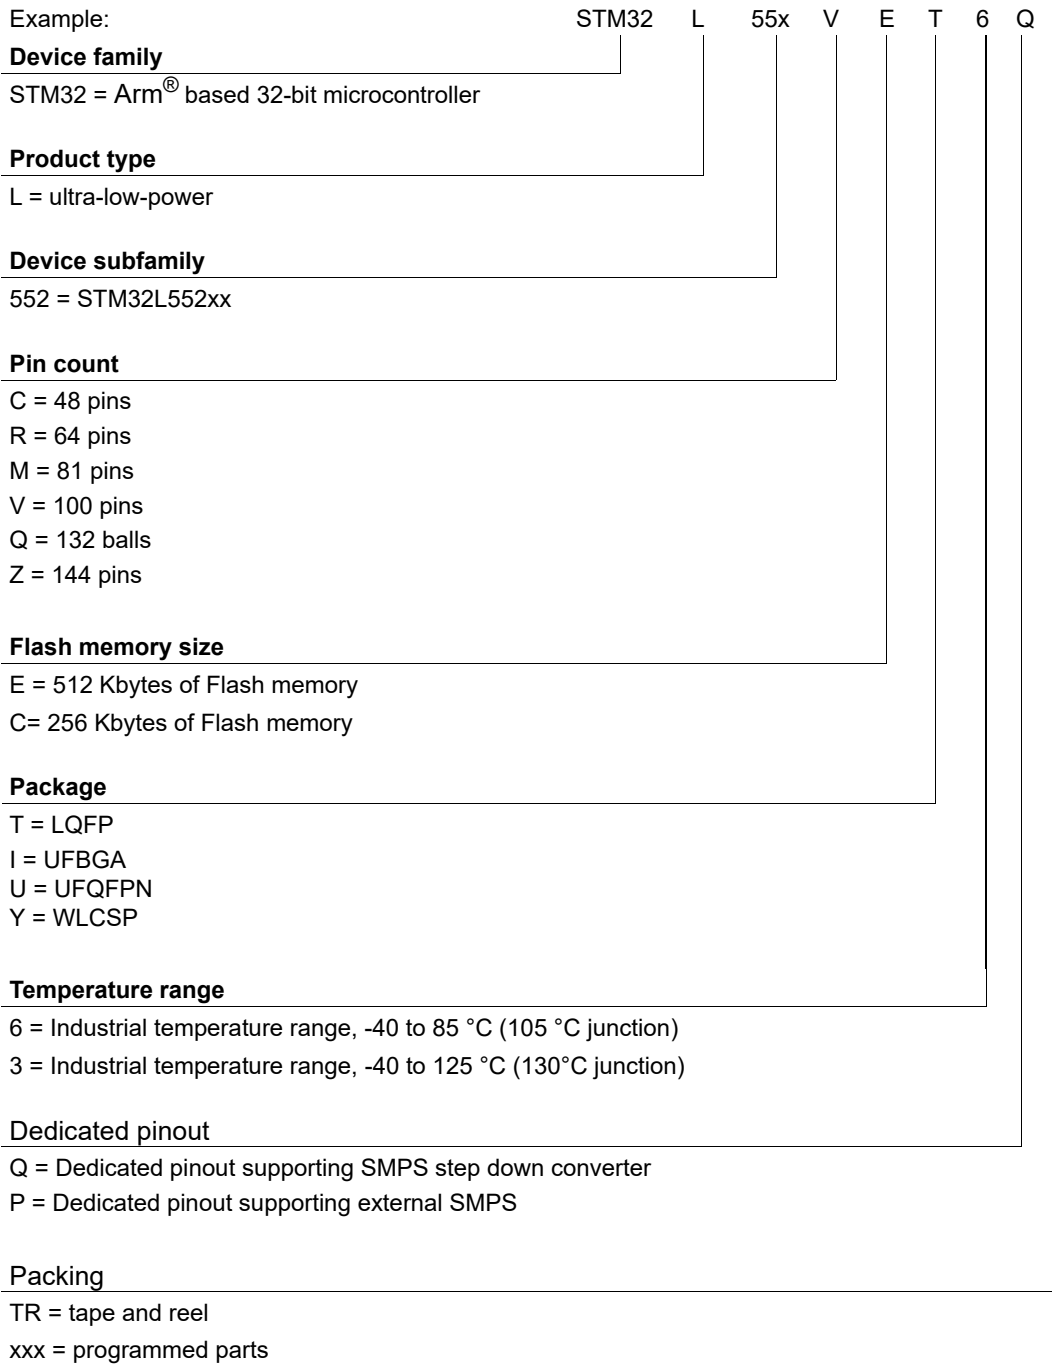 Example: STM32 L 55x V E T 6 Q
Device family
STM32 = Arm® based 32-bit microcontroller
Product type
L = ultra-low-power
Device subfamily
552 = STM32L552xx
Pin count
C = 48 pins
R = 64 pins
M = 81 pins
V = 100 pins
Q = 132 balls
Z = 144 pins
Flash memory size
E = 512 Kbytes of Flash memory
C= 256 Kbytes of Flash memory
Package
T = LQFP
I = UFBGA
U = UFQFPN
Y = WLCSP
Temperature range
6 = Industrial temperature range, -40 to 85 °C (105 °C junction)
3 = Industrial temperature range, -40 to 125 °C (130°C junction)
Dedicated pinout
Q = Dedicated pinout supporting SMPS step down converter
P = Dedicated pinout supporting external SMPS
Packing
TR = tape and reel
xxx = programmed parts